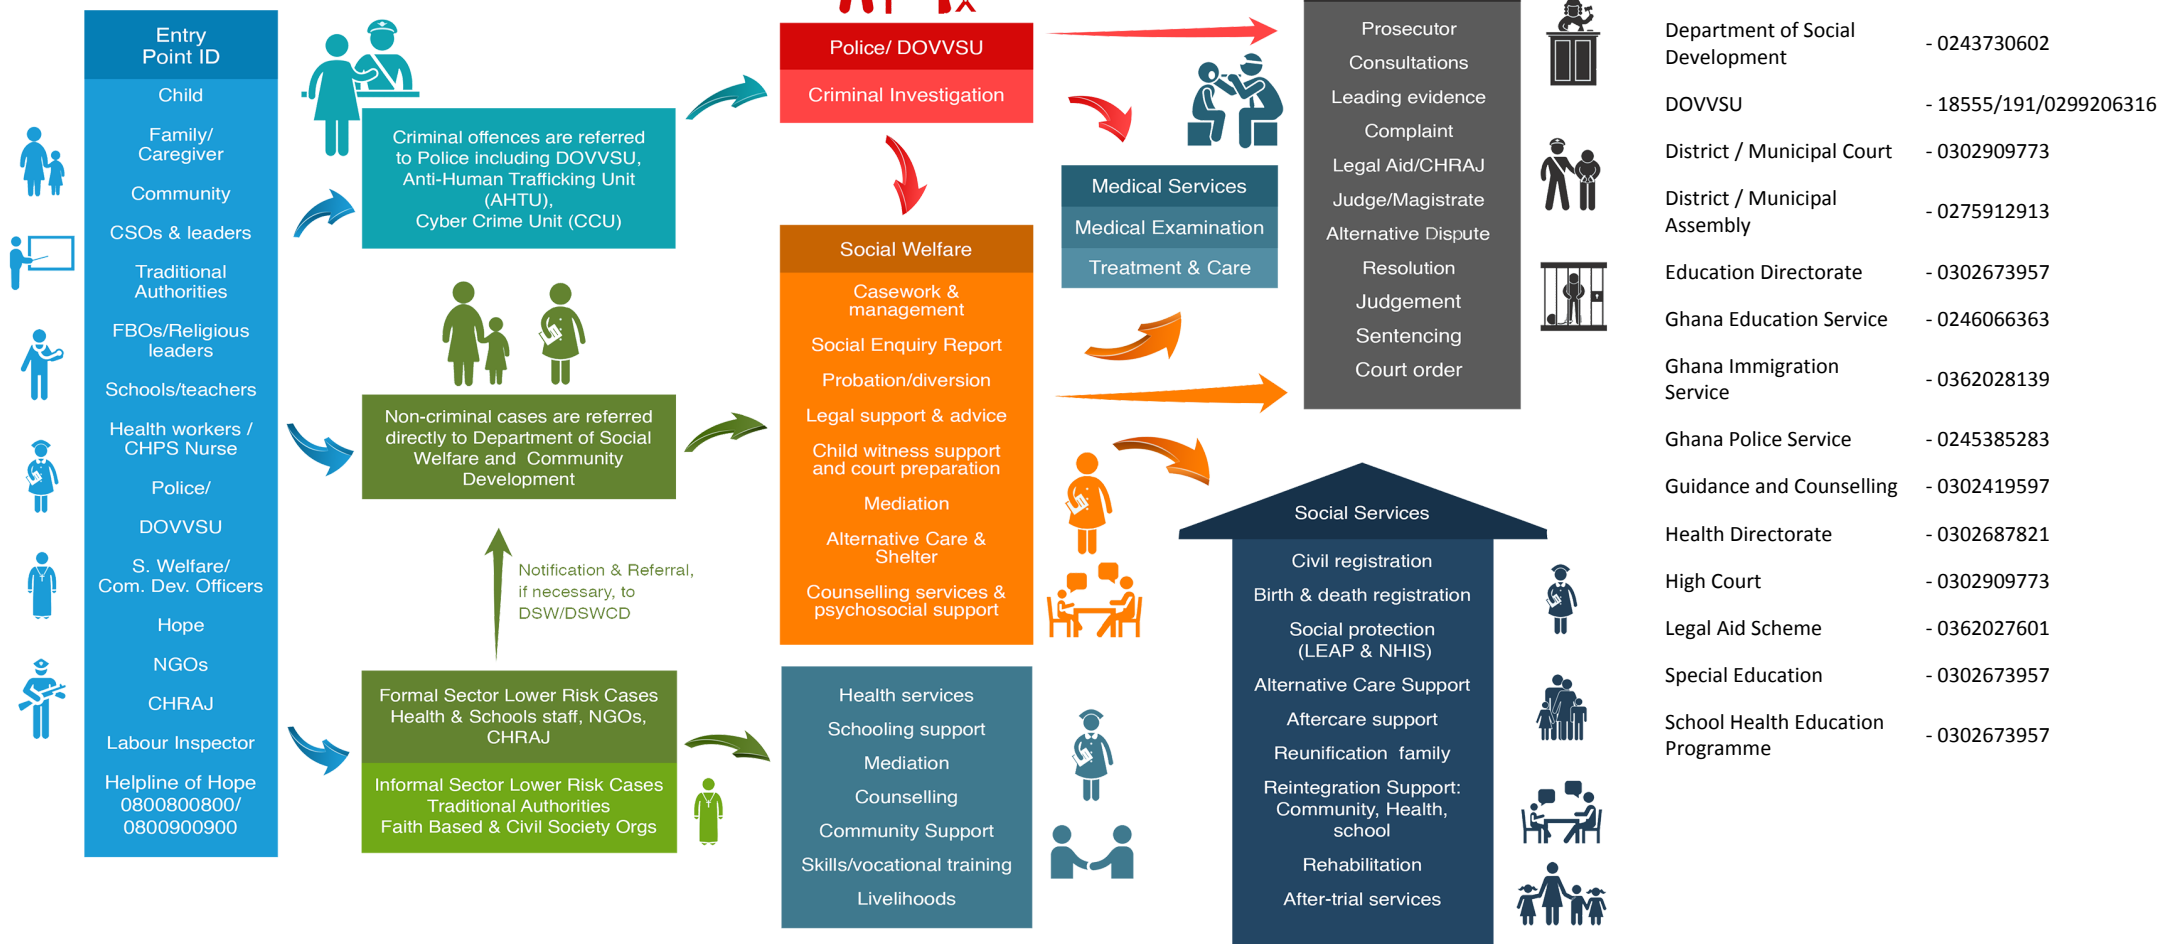 Entry
Point ID
Child
Family/
Caregiver
Community
CSOs & leaders
Traditional
Authorities
FBOs/Religious
leaders
Schools/teachers
Health workers /
CHPS Nurse
Police/
DOVVSU
S. Welfare/
Com. Dev. Officers
Hope
NGOs
CHRAJ
Labour Inspector
Helpline of Hope
0800800800/
0800900900
Criminal offences are referred
to Police including DOVVSU,
Anti-Human Trafficking Unit
(AHTU),
Cyber Crime Unit (CCU)
Non-criminal cases are referred
directly to Department of Social
Welfare and Community
Development
Notification & Referral,
if necessary, to
DSW/DSWCD
Formal Sector Lower Risk Cases
Health & Schools staff, NGOs,
CHRAJ
Informal Sector Lower Risk Cases
Traditional Authorities
Faith Based & Civil Society Orgs
Police/ DOVVSU
Criminal Investigation
Social Welfare
Casework &
management
Social Enquiry Report
Probation/diversion
Legal support & advice
Child witness support
and court preparation
Mediation
Alternative Care &
Shelter
Counselling services &
psychosocial support
Health services
Schooling support
Mediation
Counselling
Community Support
Skills/vocational training
Livelihoods
Medical Services
Medical Examination
Treatment & Care
Prosecutor
Consultations
Leading evidence
Complaint
Legal Aid/CHRAJ
Judge/Magistrate
Alternative Dispute
Resolution
Judgement
Sentencing
Court order
Social Services
Civil registration
Birth & death registration
Social protection
(LEAP & NHIS)
Alternative Care Support
Aftercare support
Reunification family
Reintegration Support:
Community, Health,
school
Rehabilitation
After-trial services
Department of Social
Development - 0243730602
DOVVSU - 18555/191/0299206316
District / Municipal Court - 0302909773
District / Municipal
Assembly - 0275912913
Education Directorate - 0302673957
Ghana Education Service - 0246066363
Ghana Immigration
Service - 0362028139
Ghana Police Service - 0245385283
Guidance and Counselling - 0302419597
Health Directorate - 0302687821
High Court - 0302909773
Legal Aid Scheme - 0362027601
Special Education - 0302673957
School Health Education
Programme - 0302673957